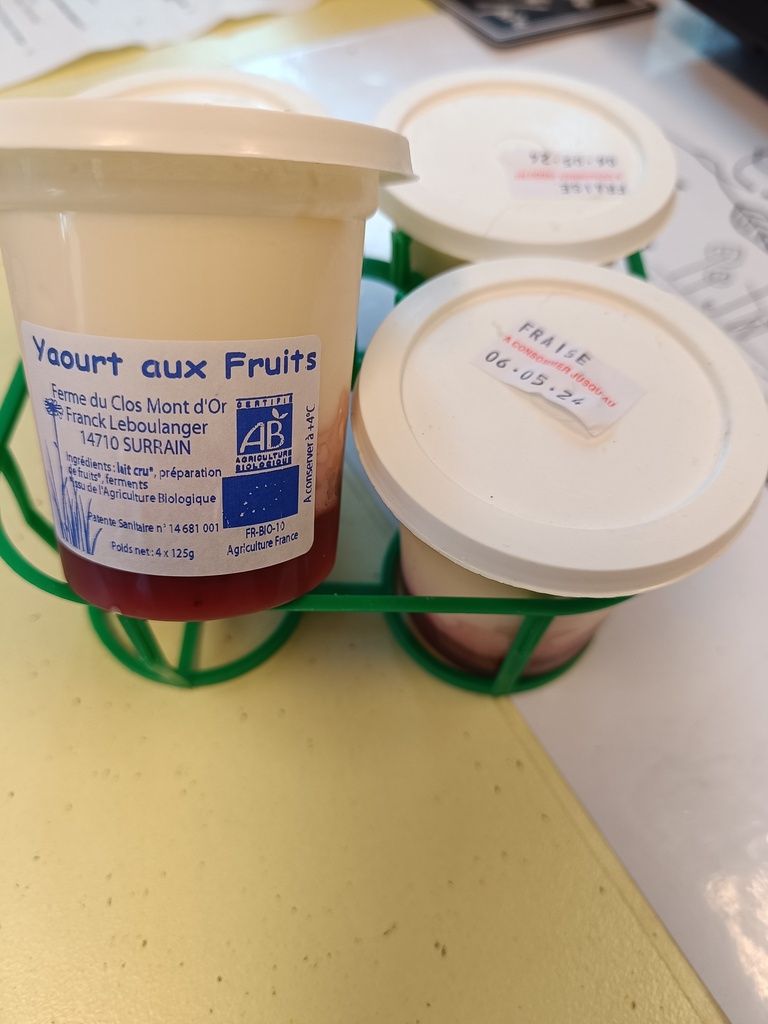 Yaourt aux Fruits
Ferme du Clos Mont d'Or
Franck Leboulanger
14710 SURRAIN
Ingrédients : lait cru*, préparation
de fruits*, ferments
*issu de l'Agriculture Biologique
Patente Sanitaire n° 14 681 001
Poids net : 4 x 125g
CERTIFIÉ
AB
AGRICULTURE
BIOLOGIQUE
FR-BIO-10
Agriculture France
A conserver à +4°C
FRAISE
A CONSOMMER JUSQU'AU
06.05.24